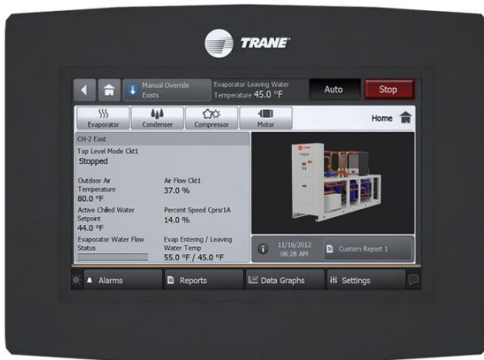 TRANE
Manual Override
Exists
Evaporator Leaving Water
Temperature 45.0 °F
Auto
Stop
Evaporator
Condenser
Compressor
Motor
Home
CH-2 East
Top Level Mode Ckt1
Stopped
Outdoor Air
Temperature
80.0 °F
Air Flow Ckt1
37.0 %
Active Chilled Water
Setpoint
44.0 °F
Percent Speed Cprsr1A
14.0 %
Evaporator Water Flow
Status
Evap Entering / Leaving
Water Temp
55.0 °F / 45.0 °F
11/16/2012
08:26 AM
Custom Report 1
Alarms
Reports
Data Graphs
Settings